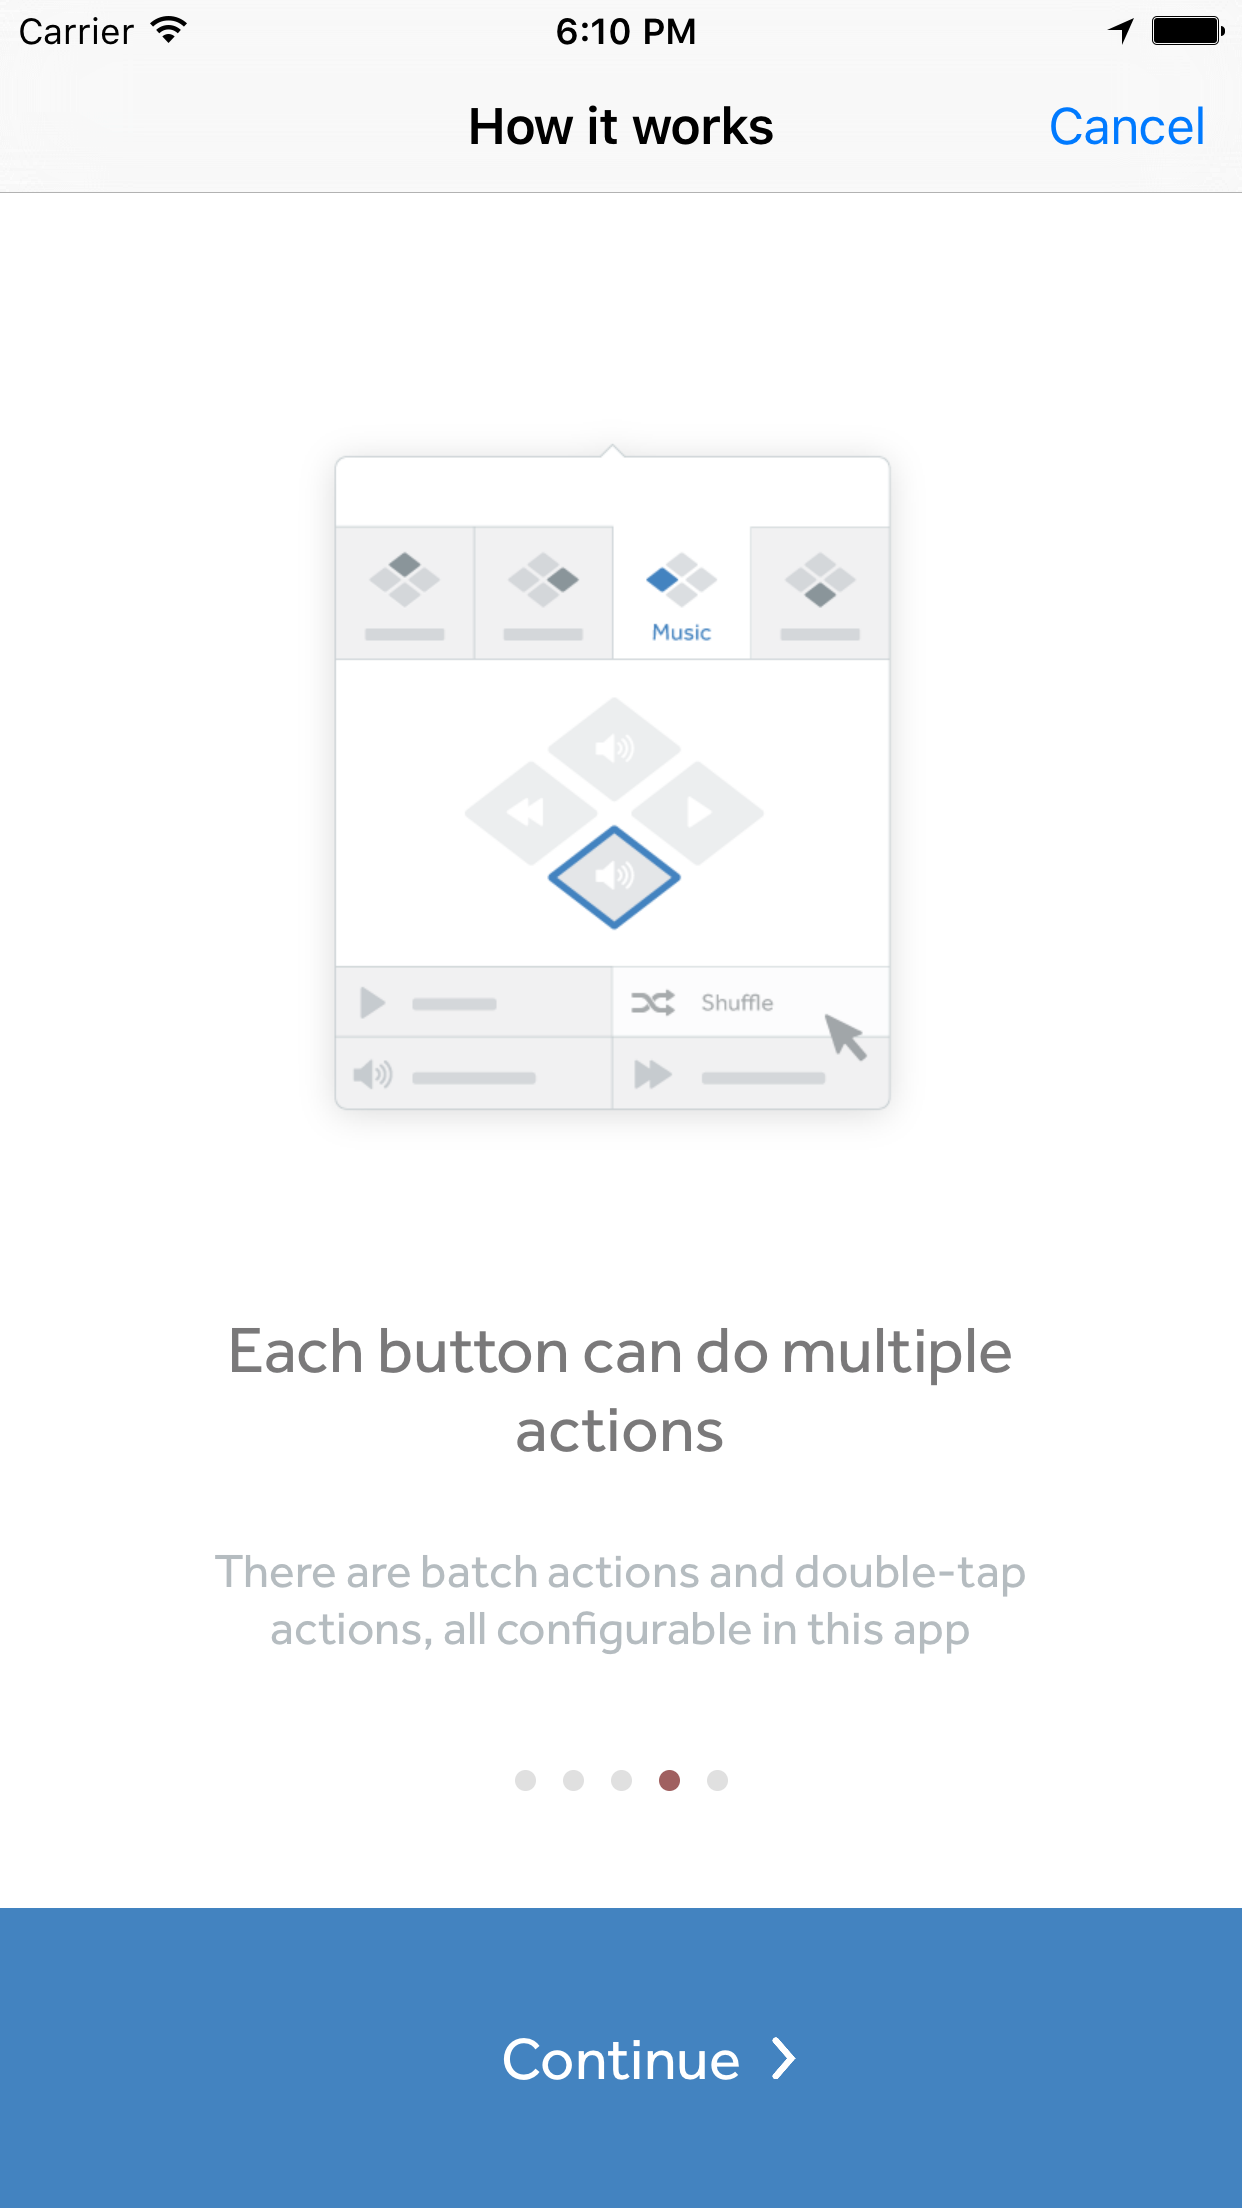 Carrier 6:10 PM
How it works Cancel
Music
Shuffle
Each button can do multiple
actions
There are batch actions and double-tap
actions, all configurable in this app
Continue